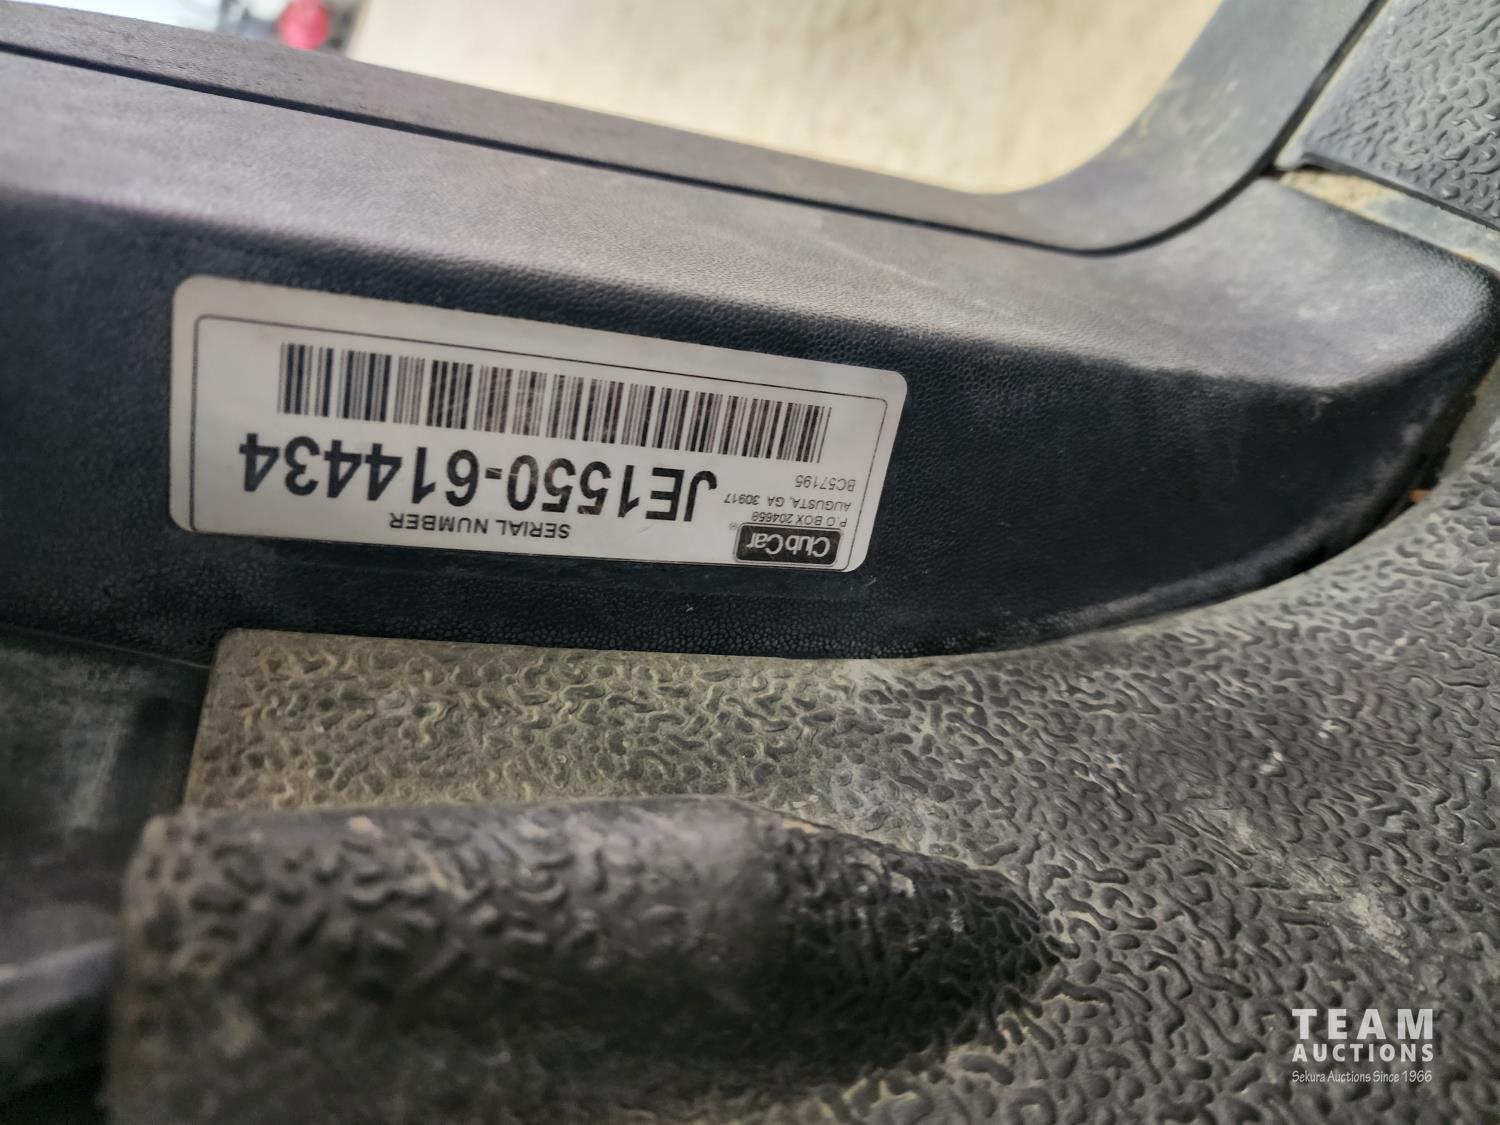 Club Car®
P.O BOX 204658
AUGUSTA, GA 30917
BC57195
SERIAL NUMBER
JE1550-614434
TEAM
AUCTIONS
Sekura Auctions Since 1966